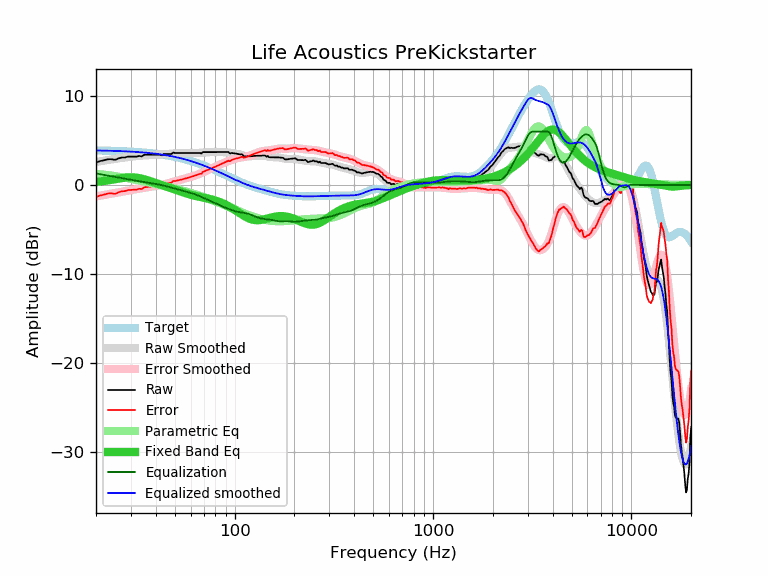 Life Acoustics PreKickstarter
10
0
−10
−20
−30
Amplitude (dBr)
Target
Raw Smoothed
Error Smoothed
Raw
Error
Parametric Eq
Fixed Band Eq
Equalization
Equalized smoothed
100 1000 10000
Frequency (Hz)